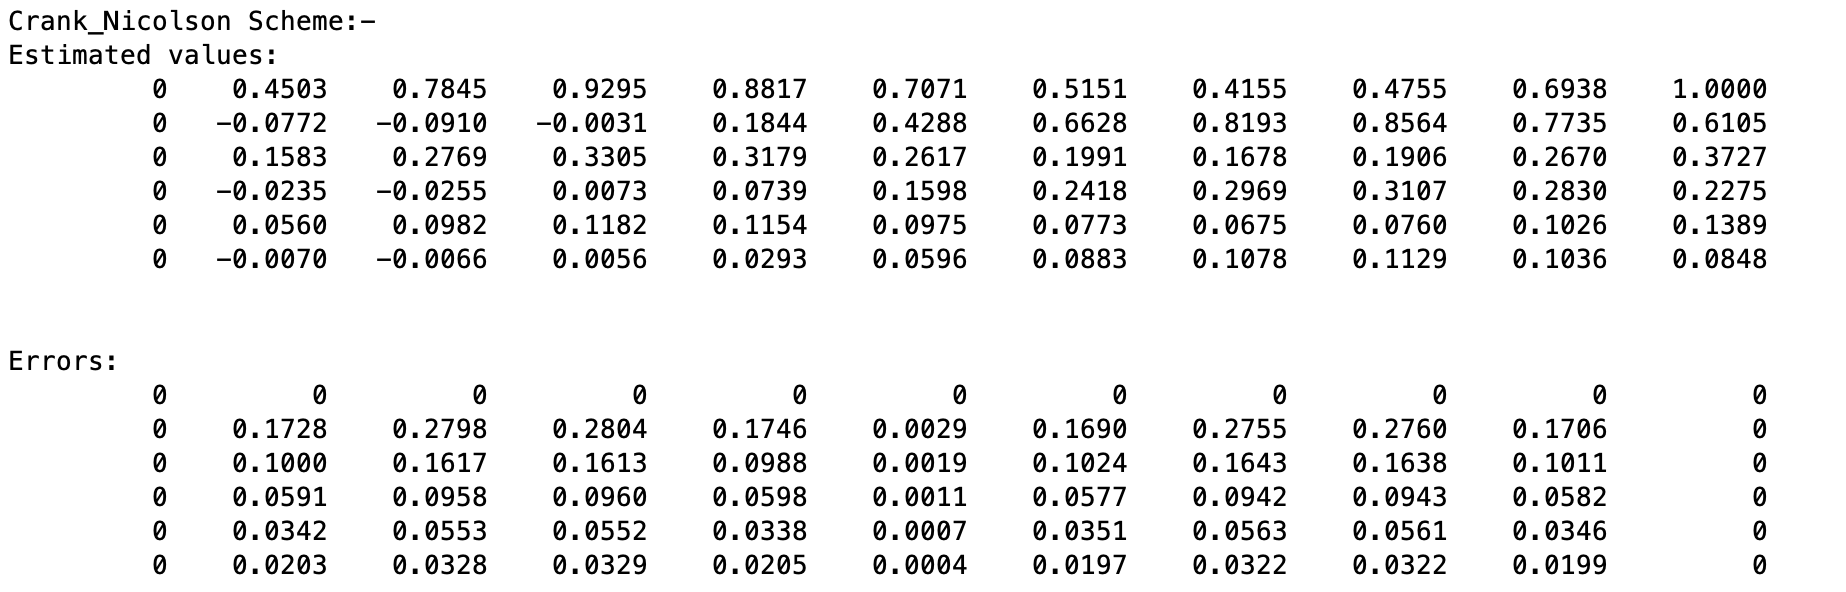 Crank_Nicolson Scheme:-
Estimated values:
0 0.4503 0.7845 0.9295 0.8817 0.7071 0.5151 0.4155 0.4755 0.6938 1.0000
0 -0.0772 -0.0910 -0.0031 0.1844 0.4288 0.6628 0.8193 0.8564 0.7735 0.6105
0 0.1583 0.2769 0.3305 0.3179 0.2617 0.1991 0.1678 0.1906 0.2670 0.3727
0 -0.0235 -0.0255 0.0073 0.0739 0.1598 0.2418 0.2969 0.3107 0.2830 0.2275
0 0.0560 0.0982 0.1182 0.1154 0.0975 0.0773 0.0675 0.0760 0.1026 0.1389
0 -0.0070 -0.0066 0.0056 0.0293 0.0596 0.0883 0.1078 0.1129 0.1036 0.0848
Errors:
0 0 0 0 0 0 0 0 0 0 0
0 0.1728 0.2798 0.2804 0.1746 0.0029 0.1690 0.2755 0.2760 0.1706 0
0 0.1000 0.1617 0.1613 0.0988 0.0019 0.1024 0.1643 0.1638 0.1011 0
0 0.0591 0.0958 0.0960 0.0598 0.0011 0.0577 0.0942 0.0943 0.0582 0
0 0.0342 0.0553 0.0552 0.0338 0.0007 0.0351 0.0563 0.0561 0.0346 0
0 0.0203 0.0328 0.0329 0.0205 0.0004 0.0197 0.0322 0.0322 0.0199 0